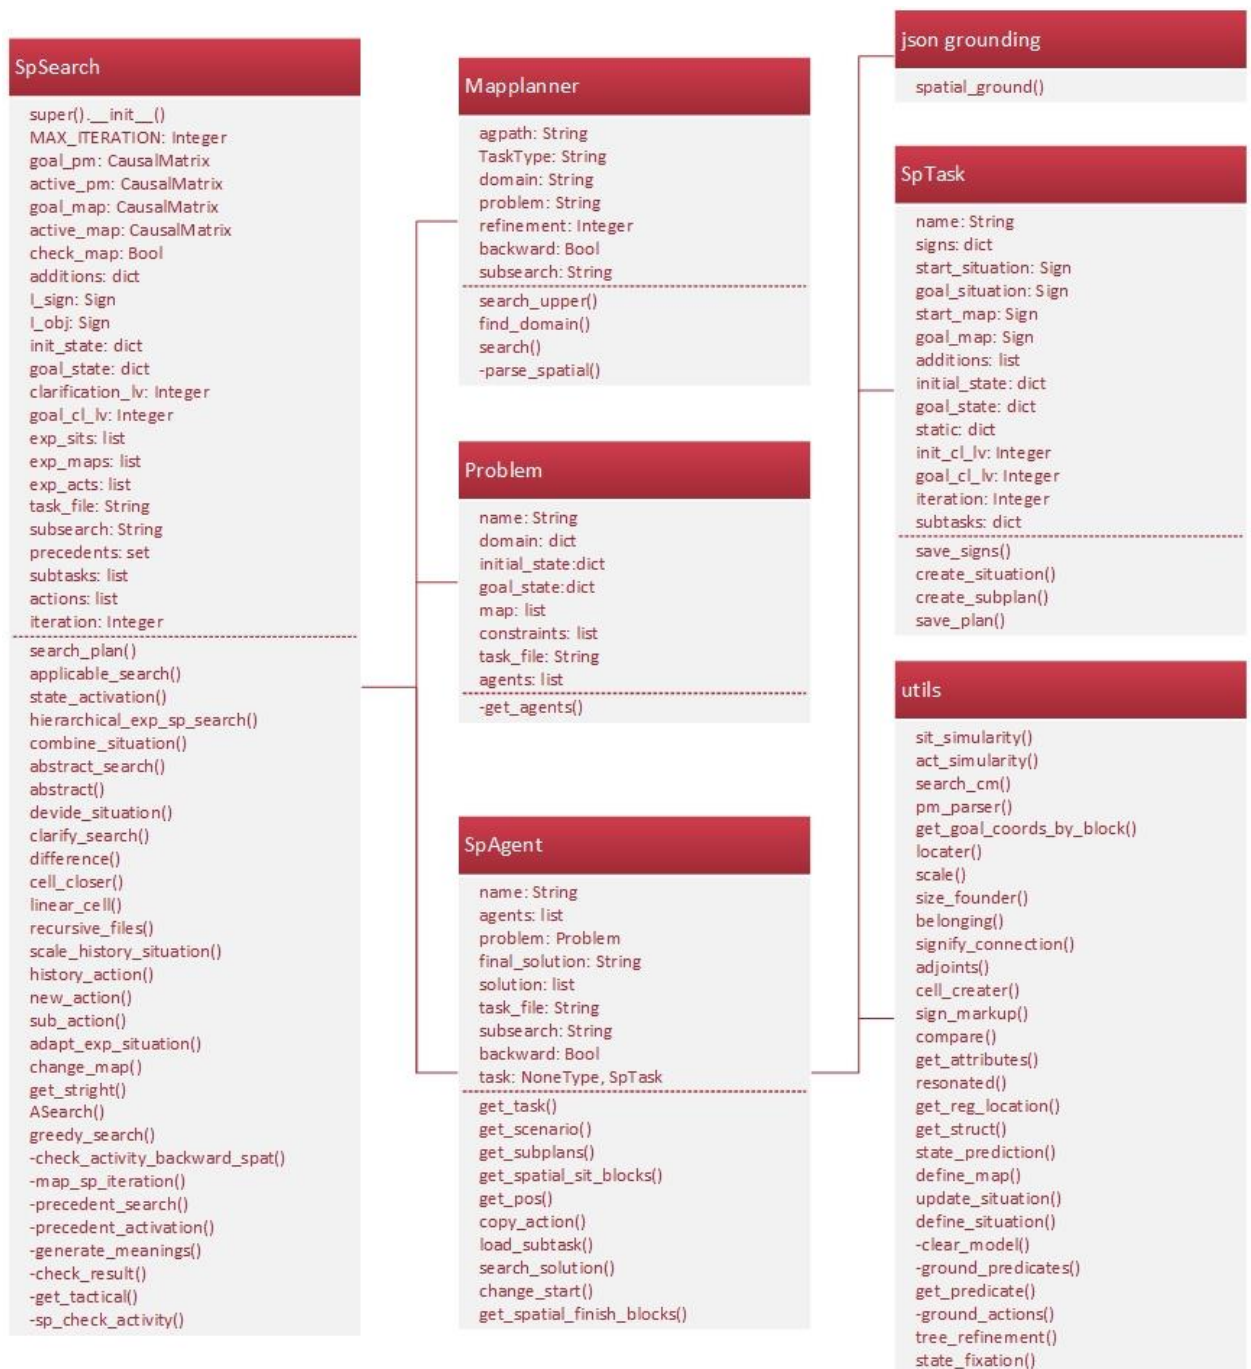 SpSearch
super().__init__()
MAX_ITERATION: Integer
goal_pm: CausalMatrix
active_pm: CausalMatrix
goal_map: CausalMatrix
active_map: CausalMatrix
check_map: Bool
additions: dict
I_sign: Sign
I_obj: Sign
init_state: dict
goal_state: dict
clarification_lv: Integer
goal_cl_lv: Integer
exp_sits: list
exp_maps: list
exp_acts: list
task_file: String
subsearch: String
precedents: set
subtasks: list
actions: list
iteration: Integer
search_plan()
applicable_search()
state_activation()
hierarchical_exp_sp_search()
combine_situation()
abstract_search()
abstract()
devide_situation()
clarify_search()
difference()
cell_closer()
linear_cell()
recursive_files()
scale_history_situation()
history_action()
new_action()
sub_action()
adapt_exp_situation()
change_map()
get_stright()
ASearch()
greedy_search()
-check_activity_backward_spat()
-map_sp_iteration()
-precedent_search()
-precedent_activation()
-generate_meanings()
-check_result()
-get_tactical()
-sp_check_activity()
Mapplanner
agpath: String
TaskType: String
domain: String
problem: String
refinement: Integer
backward: Bool
subsearch: String
search_upper()
find_domain()
search()
-parse_spatial()
Problem
name: String
domain: dict
initial_state:dict
goal_state:dict
map: list
constraints: list
task_file: String
agents: list
-get_agents()
SpAgent
name: String
agents: list
problem: Problem
final_solution: String
solution: list
task_file: String
subsearch: String
backward: Bool
task: NoneType, SpTask
get_task()
get_scenario()
get_subplans()
get_spatial_sit_blocks()
get_pos()
copy_action()
load_subtask()
search_solution()
change_start()
get_spatial_finish_blocks()
json grounding
spatial_ground()
SpTask
name: String
signs: dict
start_situation: Sign
goal_situation: Sign
start_map: Sign
goal_map: Sign
additions: list
initial_state: dict
goal_state: dict
static: dict
init_cl_lv: Integer
goal_cl_lv: Integer
iteration: Integer
subtasks: dict
save_signs()
create_situation()
create_subplan()
save_plan()
utils
sit_simularity()
act_simularity()
search_cm()
pm_parser()
get_goal_coords_by_block()
locater()
scale()
size_founder()
belonging()
signify_connection()
adjoints()
cell_creater()
sign_markup()
compare()
get_attributes()
resonated()
get_reg_location()
get_struct()
state_prediction()
define_map()
update_situation()
define_situation()
-clear_model()
-ground_predicates()
get_predicate()
-ground_actions()
tree_refinement()
state_fixation()